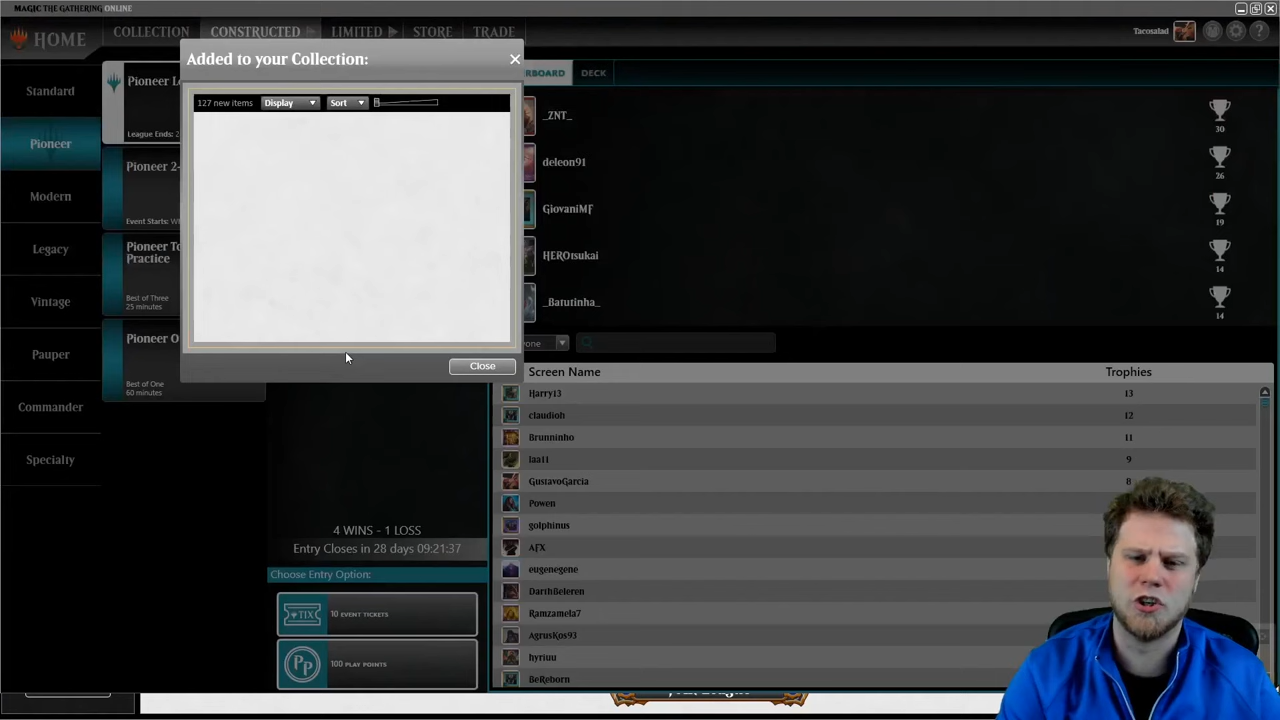 MAGIC THE GATHERING ONLINE
HOME
COLLECTION
CONSTRUCTED
LIMITED
STORE
TRADE
Tacosalad
?
Standard
Pioneer
Modern
Legacy
Vintage
Pauper
Commander
Specialty
Pioneer
League Ends:
Pioneer 2-
Event Starts:
Pioneer
Practice
Best of Three
25 minutes
Pioneer
Best of One
60 minutes
Added to your Collection:
127 new items
Display
Sort
Close
DECK
_ZNT_
30
deleon91
26
GiovaniMF
19
HEROtsukai
14
_Batutinha_
14
Screen Name
Trophies
Harry13
13
claudioh
12
Brunninho
11
laa11
9
GustavoGarcia
8
Powen
golphinus
AFX
eugenegene
DarthBeleren
Ramzamela7
AgrusKos93
hyriuu
BeReborn
4 WINS - 1 LOSS
Entry Closes in 28 days 09:21:37
Choose Entry Option:
TIX
10 EVENT TICKETS
PP
100 PLAY POINTS